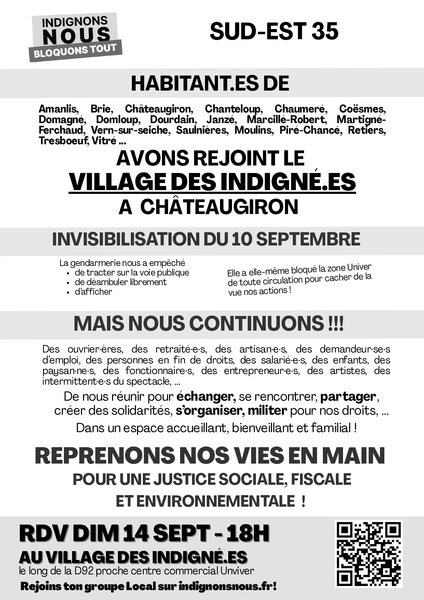 INDIGNONS
NOUS
BLOQUONS TOUT
SUD-EST 35
HABITANT.ES DE
Amanlis, Brie, Châteaugiron, Chanteloup, Chaumeré, Coësmes,
Domagné, Domloup, Dourdain, Janzé, Marcillé-Robert, Martigné-
Ferchaud, Vern-sur-seiche, Saulnières, Moulins, Piré-Chancé, Retiers,
Tresboeuf, Vitré ...
AVONS REJOINT LE
VILLAGE DES INDIGNÉ.ES
A CHÂTEAUGIRON
INVISIBILISATION DU 10 SEPTEMBRE
La gendarmerie nous a empêché
• de tracter sur la voie publique
• de déambuler librement
• d'afficher
Elle a elle-même bloqué la zone Univer
de toute circulation pour cacher de la
vue nos actions !
MAIS NOUS CONTINUONS !!!
Des ouvrier·ères, des retraité·e·s, des artisan·e·s, des demandeur·se·s
d'emploi, des personnes en fin de droits, des salarié·e·s, des enfants, des
paysan·ne·s, des fonctionnaire·s, des entrepreneur·e·s, des artistes, des
intermittent·e·s du spectacle, ...
De nous réunir pour échanger, se rencontrer, partager,
créer des solidarités, s'organiser, militer pour nos droits, ...
Dans un espace accueillant, bienveillant et familial !
REPRENONS NOS VIES EN MAIN
POUR UNE JUSTICE SOCIALE, FISCALE
ET ENVIRONNEMENTALE !
RDV DIM 14 SEPT - 18H
AU VILLAGE DES INDIGNÉ.ES
le long de la D92 proche centre commercial Unviver
Rejoins ton groupe Local sur indignonsnous.fr!